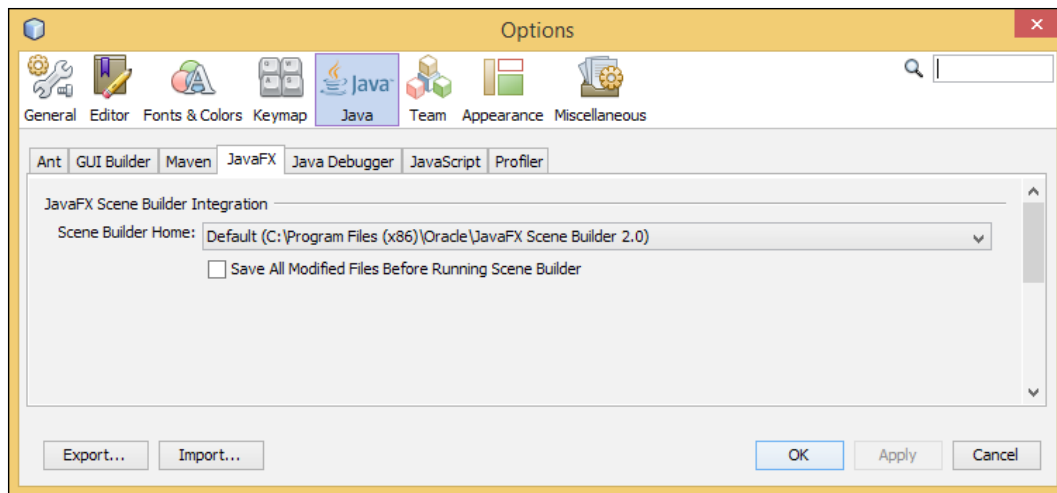 Options
Java
General Editor Fonts & Colors Keymap Java Team Appearance Miscellaneous
Ant GUI Builder Maven JavaFX Java Debugger JavaScript Profiler
JavaFX Scene Builder Integration
Scene Builder Home: Default (C:\Program Files (x86)\Oracle\JavaFX Scene Builder 2.0)
Save All Modified Files Before Running Scene Builder
Export... Import... OK Apply Cancel